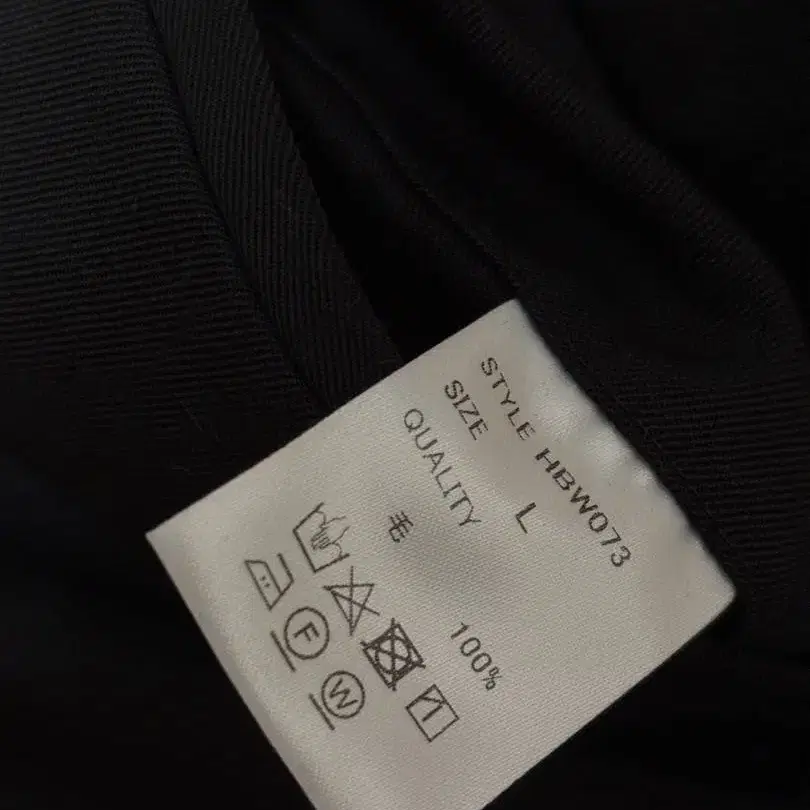 STYLE HBW073
SIZE L
QUALITY
毛 100%
F
W